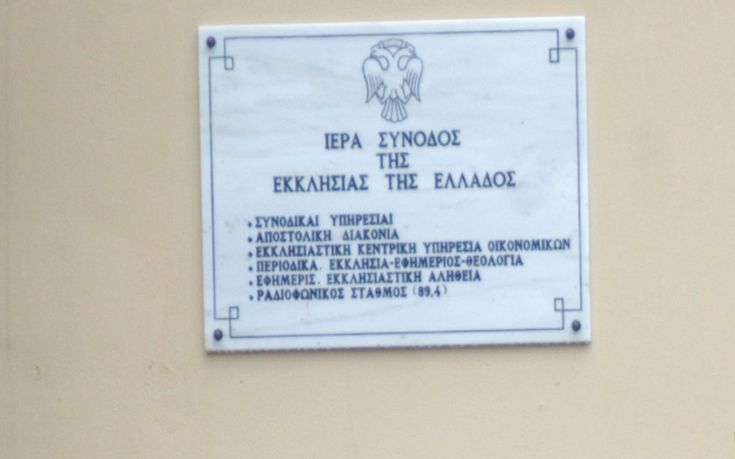 ΙΕΡΑ ΣΥΝΟΔΟΣ
ΤΗΣ
ΕΚΚΛΗΣΙΑΣ ΤΗΣ ΕΛΛΑΔΟΣ
• ΣΥΝΟΔΙΚΑΙ ΥΠΗΡΕΣΙΑΙ
• ΑΠΟΣΤΟΛΙΚΗ ΔΙΑΚΟΝΙΑ
• ΕΚΚΛΗΣΙΑΣΤΙΚΗ ΚΕΝΤΡΙΚΗ ΥΠΗΡΕΣΙΑ ΟΙΚΟΝΟΜΙΚΩΝ
• ΠΕΡΙΟΔΙΚΑ. ΕΚΚΛΗΣΙΑ-ΕΦΗΜΕΡΙΟΣ-ΘΕΟΛΟΓΙΑ
• ΕΦΗΜΕΡΙΣ. ΕΚΚΛΗΣΙΑΣΤΙΚΗ ΑΛΗΘΕΙΑ
• ΡΑΔΙΟΦΩΝΙΚΟΣ ΣΤΑΘΜΟΣ (89,4)